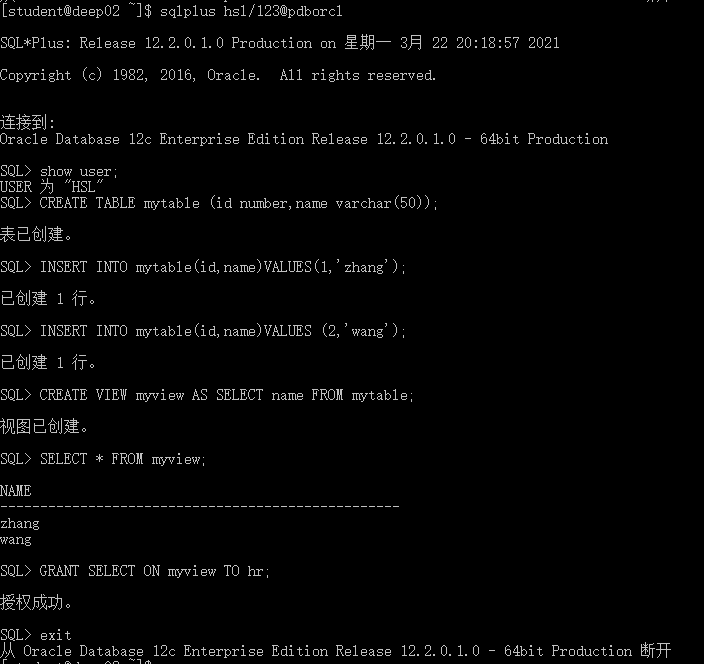 [student@deep02 ~]$ sqlplus hsl/123@pdborcl
SQL*Plus: Release 12.2.0.1.0 Production on 星期一 3月 22 20:18:57 2021
Copyright (c) 1982, 2016, Oracle.  All rights reserved.
连接到:
Oracle Database 12c Enterprise Edition Release 12.2.0.1.0 - 64bit Production
SQL> show user;
USER 为 "HSL"
SQL> CREATE TABLE mytable (id number,name varchar(50));
表已创建。
SQL> INSERT INTO mytable(id,name)VALUES(1,'zhang');
已创建 1 行。
SQL> INSERT INTO mytable(id,name)VALUES (2,'wang');
已创建 1 行。
SQL> CREATE VIEW myview AS SELECT name FROM mytable;
视图已创建。
SQL> SELECT * FROM myview;
NAME
--------------------------------------------------
zhang
wang
SQL> GRANT SELECT ON myview TO hr;
授权成功。
SQL> exit
从 Oracle Database 12c Enterprise Edition Release 12.2.0.1.0 - 64bit Production 断开
[student@deep02 ~]$